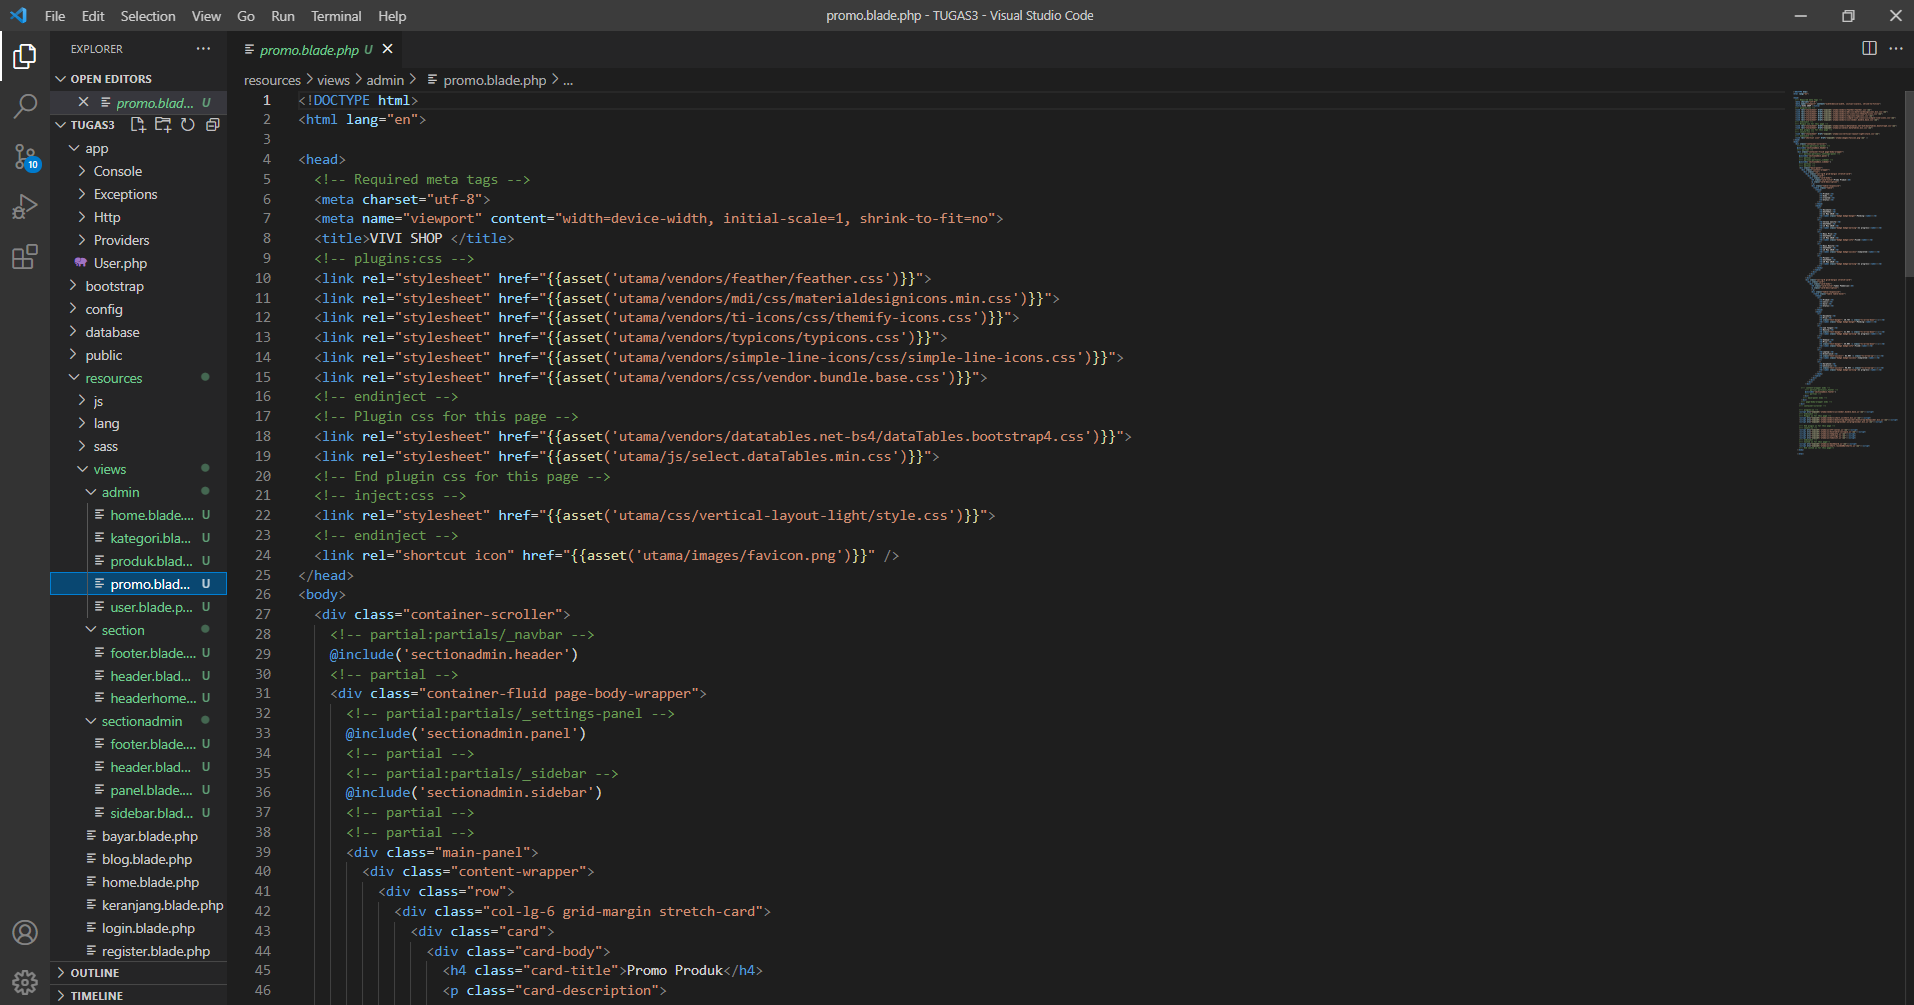 File Edit Selection View Go Run Terminal Help
promo.blade.php - TUGAS3 - Visual Studio Code
EXPLORER
OPEN EDITORS
promo.blad... U
TUGAS3
app
Console
Exceptions
Http
Providers
User.php
bootstrap
config
database
public
resources
js
lang
sass
views
admin
home.blade.... U
kategori.bla... U
produk.blad... U
promo.blad... U
user.blade.p... U
section
footer.blade.... U
header.blad... U
headerhome... U
sectionadmin
footer.blade.... U
header.blad... U
panel.blade.... U
sidebar.blad... U
bayar.blade.php
blog.blade.php
home.blade.php
keranjang.blade.php
login.blade.php
register.blade.php
OUTLINE
TIMELINE
10
promo.blade.php U
resources > views > admin > promo.blade.php > ...
1 <!DOCTYPE html>
2 <html lang="en">
3
4 <head>
5 <!-- Required meta tags -->
6 <meta charset="utf-8">
7 <meta name="viewport" content="width=device-width, initial-scale=1, shrink-to-fit=no">
8 <title>VIVI SHOP </title>
9 <!-- plugins:css -->
10 <link rel="stylesheet" href="{{asset('utama/vendors/feather/feather.css')}}">
11 <link rel="stylesheet" href="{{asset('utama/vendors/mdi/css/materialdesignicons.min.css')}}">
12 <link rel="stylesheet" href="{{asset('utama/vendors/ti-icons/css/themify-icons.css')}}">
13 <link rel="stylesheet" href="{{asset('utama/vendors/typicons/typicons.css')}}">
14 <link rel="stylesheet" href="{{asset('utama/vendors/simple-line-icons/css/simple-line-icons.css')}}">
15 <link rel="stylesheet" href="{{asset('utama/vendors/css/vendor.bundle.base.css')}}">
16 <!-- endinject -->
17 <!-- Plugin css for this page -->
18 <link rel="stylesheet" href="{{asset('utama/vendors/datatables.net-bs4/dataTables.bootstrap4.css')}}">
19 <link rel="stylesheet" href="{{asset('utama/js/select.dataTables.min.css')}}">
20 <!-- End plugin css for this page -->
21 <!-- inject:css -->
22 <link rel="stylesheet" href="{{asset('utama/css/vertical-layout-light/style.css')}}">
23 <!-- endinject -->
24 <link rel="shortcut icon" href="{{asset('utama/images/favicon.png')}}" />
25 </head>
26 <body>
27 <div class="container-scroller">
28 <!-- partial:partials/_navbar -->
29 @include('sectionadmin.header')
30 <!-- partial -->
31 <div class="container-fluid page-body-wrapper">
32 <!-- partial:partials/_settings-panel -->
33 @include('sectionadmin.panel')
34 <!-- partial -->
35 <!-- partial:partials/_sidebar -->
36 @include('sectionadmin.sidebar')
37 <!-- partial -->
38 <!-- partial -->
39 <div class="main-panel">
40 <div class="content-wrapper">
41 <div class="row">
42 <div class="col-lg-6 grid-margin stretch-card">
43 <div class="card">
44 <div class="card-body">
45 <h4 class="card-title">Promo Produk</h4>
46 <p class="card-description">